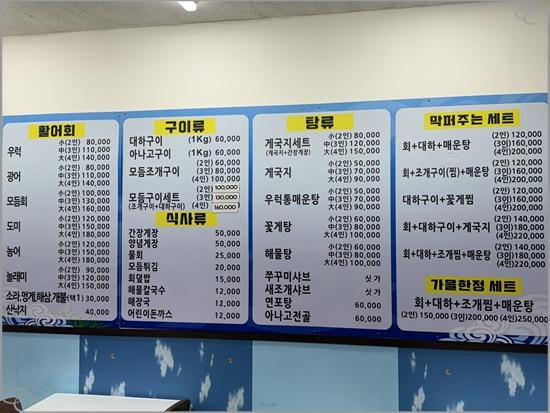 활어회
우럭 小(2인) 80,000
中(3인) 110,000
大(4인) 140,000
광어 小(2인) 80,000
中(3인) 110,000
大(4인) 140,000
모듬회 小(2인) 100,000
中(3인) 130,000
大(4인) 160,000
도미 小(2인) 120,000
中(3인) 150,000
大(4인) 180,000
농어 小(2인) 120,000
中(3인) 150,000
大(4인) 180,000
놀래미 小(2인) 90,000
中(3인) 120,000
大(4인) 150,000
소라,멍게,해삼,개불(택1) 30,000
산낙지 40,000
구이류
대하구이 (1Kg) 60,000
아나고구이 (1Kg) 60,000
모듬조개구이 (2인) 60,000
(3인) 80,000
(4인) 100,000
모듬구이세트 (2인) 100,000
(조개구이+대하구이) (3인) 130,000
(4인) 160,000
식사류
간장게장 50,000
양념게장 50,000
물회 25,000
모듬튀김 20,000
회덮밥 15,000
해물칼국수 12,000
해장국 12,000
어린이돈까스 12,000
탕류
게국지세트 小(2인) 80,000
(게국지+간장게장) 中(3인) 120,000
大(4인) 150,000
게국지 小(2인) 50,000
中(3인) 70,000
大(4인) 90,000
우럭통매운탕 小(2인) 50,000
中(3인) 70,000
大(4인) 90,000
꽃게탕 小(2인) 60,000
中(3인) 80,000
大(4인) 100,000
해물탕 小(2인) 60,000
中(3인) 80,000
大(4인) 100,000
쭈꾸미샤브 싯가
새조개샤브 싯가
연포탕 60,000
아나고전골 60,000
막퍼주는 세트
회+대하+매운탕 (2인) 120,000
(3인) 160,000
(4인) 200,000
회+조개구이(찜)+매운탕 (2인) 120,000
(3인) 160,000
(4인) 200,000
대하구이+꽃게찜
회+대하구이+게국지 (2인) 140,000
(3인) 180,000
(4인) 220,000
회+대하+조개찜+매운탕 (2인) 140,000
(3인) 180,000
(4인) 220,000
가을한정 세트
회+대하+조개찜+매운탕
(2인) 150,000 (3인) 200,000 (4인) 250,000